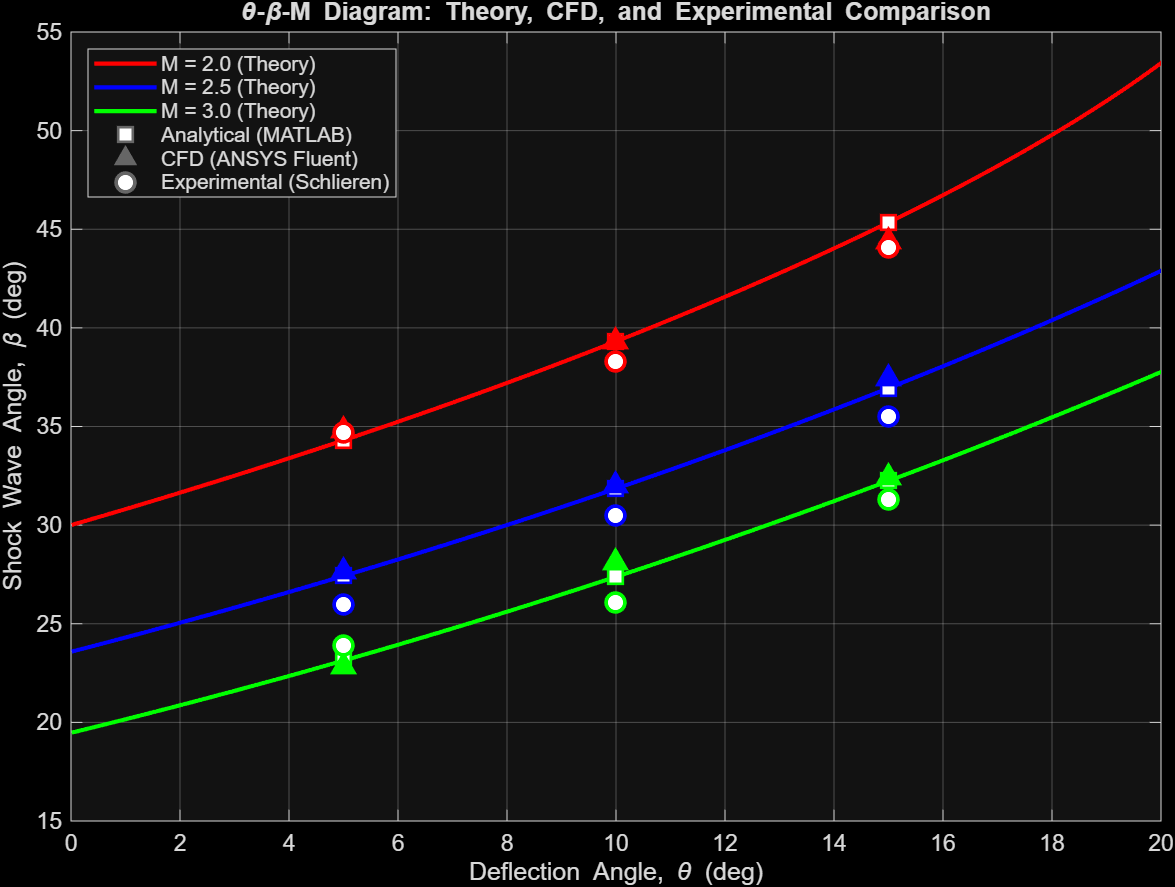 θ-β-M Diagram: Theory, CFD, and Experimental Comparison
M = 2.0 (Theory)
M = 2.5 (Theory)
M = 3.0 (Theory)
Analytical (MATLAB)
CFD (ANSYS Fluent)
Experimental (Schlieren)
Shock Wave Angle, β (deg)
55
50
45
40
35
30
25
20
15
0 2 4 6 8 10 12 14 16 18 20
Deflection Angle, θ (deg)